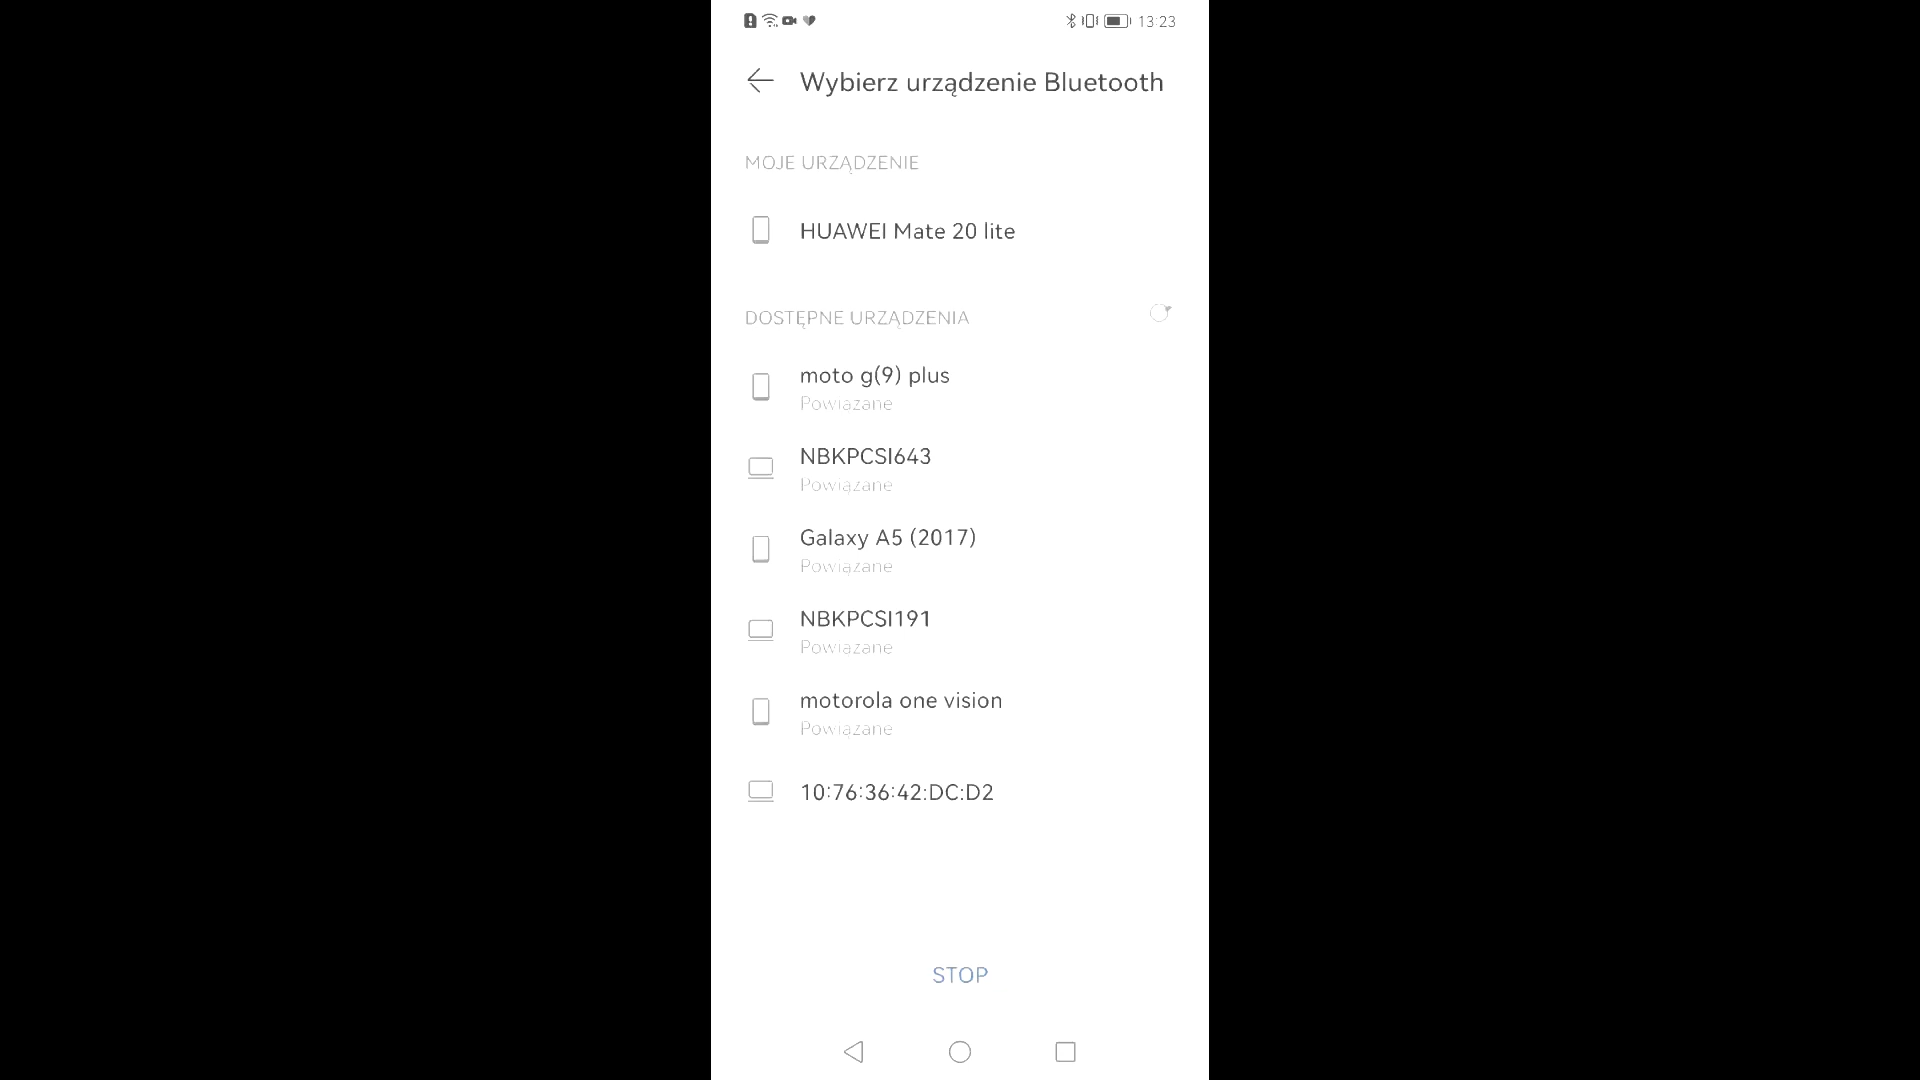 13:23
Wybierz urządzenie Bluetooth
MOJE URZĄDZENIE
HUAWEI Mate 20 lite
DOSTĘPNE URZĄDZENIA
moto g(9) plus
Powiązane
NBKPCSI643
Powiązane
Galaxy A5 (2017)
Powiązane
NBKPCSI191
Powiązane
motorola one vision
Powiązane
10:76:36:42:DC:D2
STOP